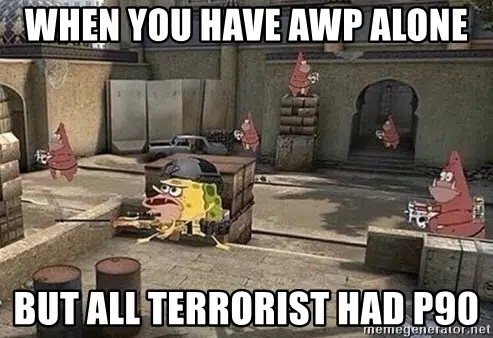 WHEN YOU HAVE AWP ALONE
BUT ALL TERRORIST HAD P90
memegenerator.net